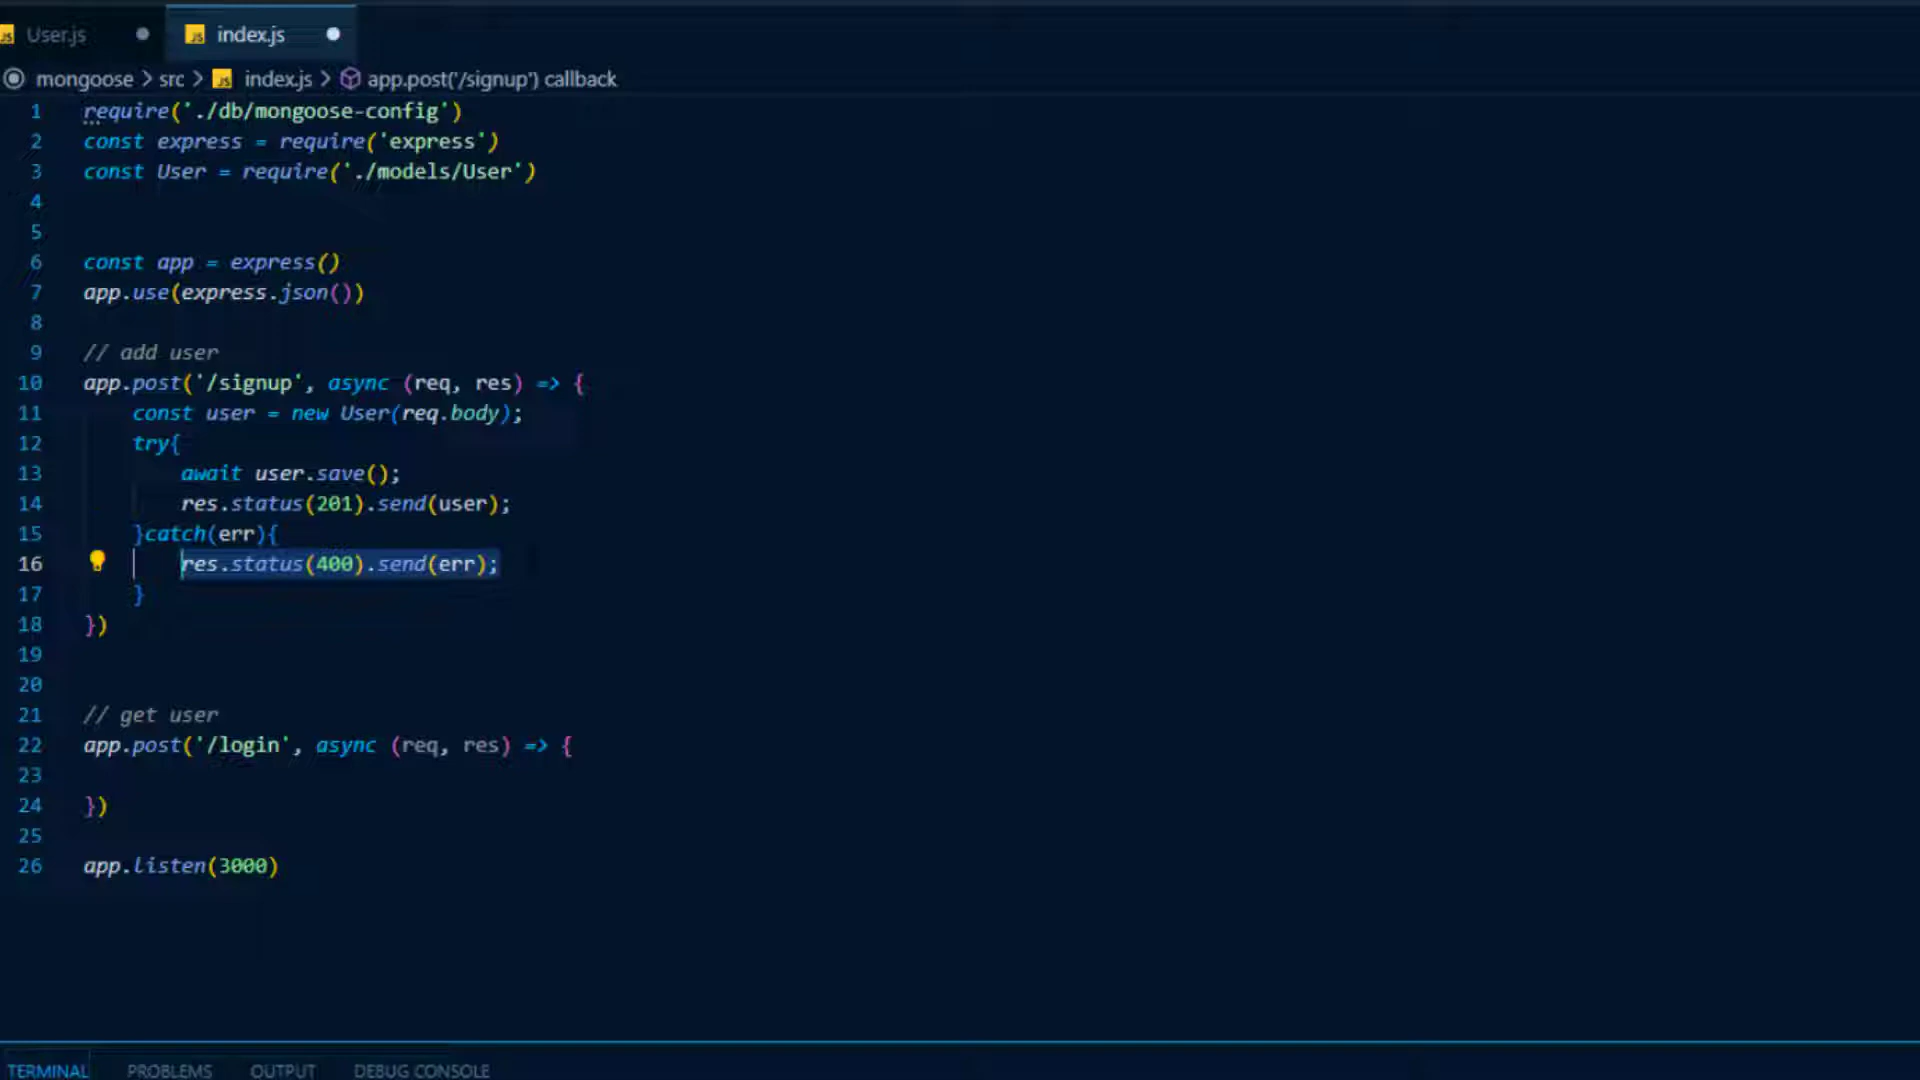 JS User.js
JS index.js
mongoose > src > JS index.js > app.post('/signup') callback
1 require('./db/mongoose-config')
2 const express = require('express')
3 const User = require('./models/User')
4
5
6 const app = express()
7 app.use(express.json())
8
9 // add user
10 app.post('/signup', async (req, res) => {
11 const user = new User(req.body);
12 try{
13 await user.save();
14 res.status(201).send(user);
15 }catch(err){
16 res.status(400).send(err);
17 }
18 })
19
20
21 // get user
22 app.post('/login', async (req, res) => {
23
24 })
25
26 app.listen(3000)
TERMINAL PROBLEMS OUTPUT DEBUG CONSOLE